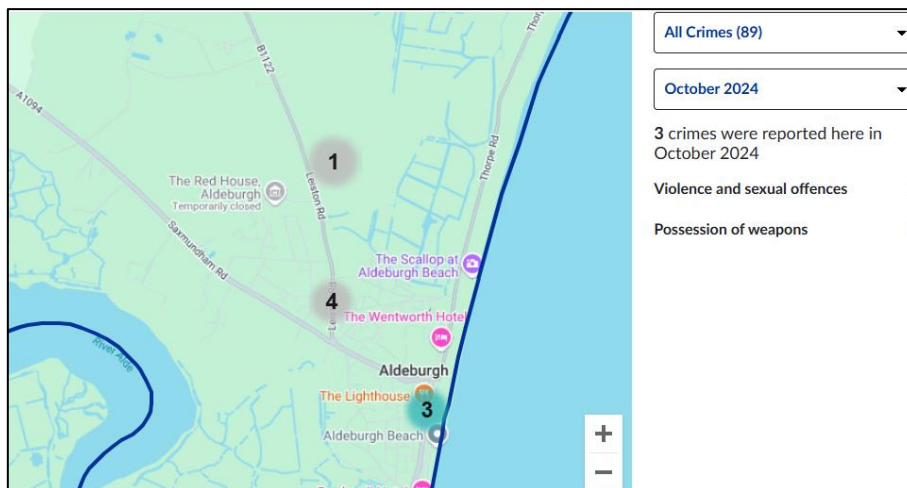 Thorpe Rd
B1122
A1094
1
The Red House,
Aldeburgh
Temporarily closed
Leiston Rd
Thorpe Rd
Saxmundham Rd
The Scallop at
Aldeburgh Beach
4
The Wentworth Hotel
River Alde
Aldeburgh
The Lighthouse
3
Aldeburgh Beach
+
−
All Crimes (89)
October 2024
3 crimes were reported here in
October 2024
Violence and sexual offences
Possession of weapons